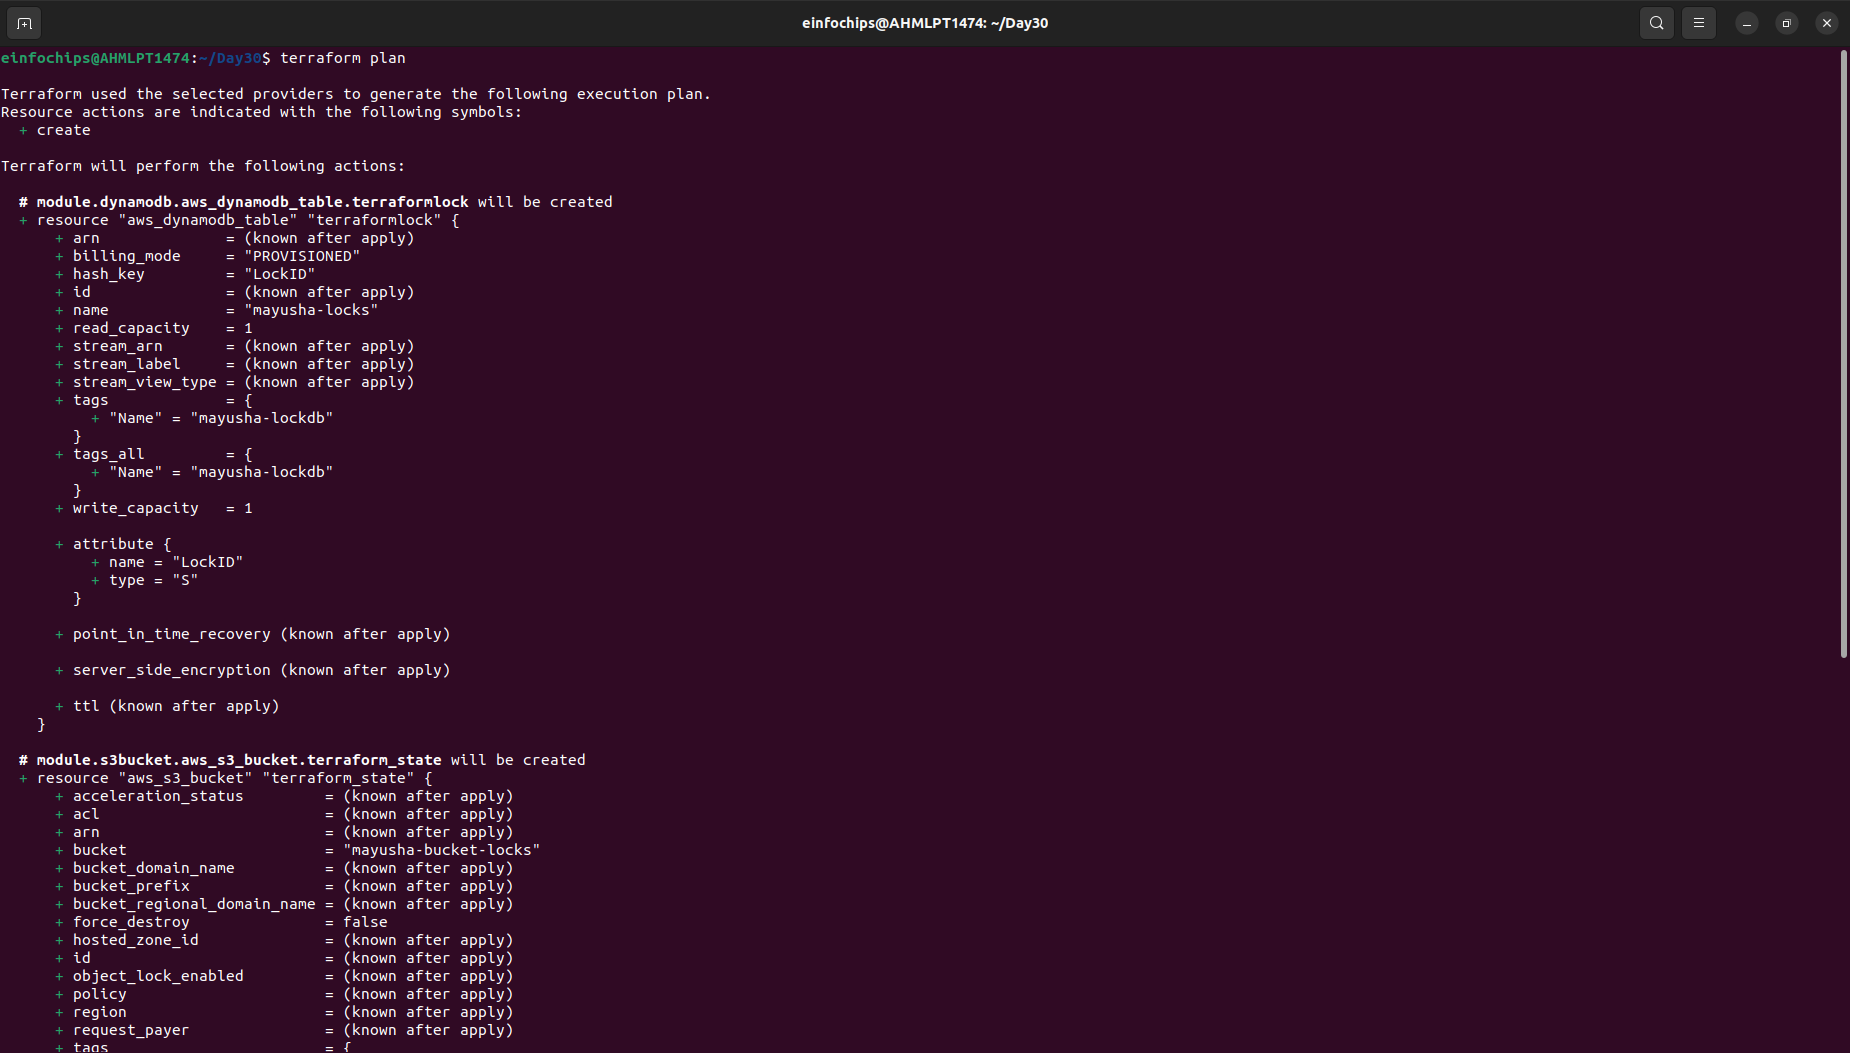 einfochips@AHMLPT1474: ~/Day30
einfochips@AHMLPT1474:~/Day30$ terraform plan
Terraform used the selected providers to generate the following execution plan.
Resource actions are indicated with the following symbols:
  + create
Terraform will perform the following actions:
  # module.dynamodb.aws_dynamodb_table.terraformlock will be created
  + resource "aws_dynamodb_table" "terraformlock" {
      + arn              = (known after apply)
      + billing_mode     = "PROVISIONED"
      + hash_key         = "LockID"
      + id               = (known after apply)
      + name             = "mayusha-locks"
      + read_capacity    = 1
      + stream_arn       = (known after apply)
      + stream_label     = (known after apply)
      + stream_view_type = (known after apply)
      + tags             = {
          + "Name" = "mayusha-lockdb"
        }
      + tags_all         = {
          + "Name" = "mayusha-lockdb"
        }
      + write_capacity   = 1
      + attribute {
          + name = "LockID"
          + type = "S"
        }
      + point_in_time_recovery (known after apply)
      + server_side_encryption (known after apply)
      + ttl (known after apply)
    }
  # module.s3bucket.aws_s3_bucket.terraform_state will be created
  + resource "aws_s3_bucket" "terraform_state" {
      + acceleration_status         = (known after apply)
      + acl                         = (known after apply)
      + arn                         = (known after apply)
      + bucket                      = "mayusha-bucket-locks"
      + bucket_domain_name          = (known after apply)
      + bucket_prefix               = (known after apply)
      + bucket_regional_domain_name = (known after apply)
      + force_destroy               = false
      + hosted_zone_id              = (known after apply)
      + id                          = (known after apply)
      + object_lock_enabled         = (known after apply)
      + policy                      = (known after apply)
      + region                      = (known after apply)
      + request_payer               = (known after apply)
      + tags                        = {